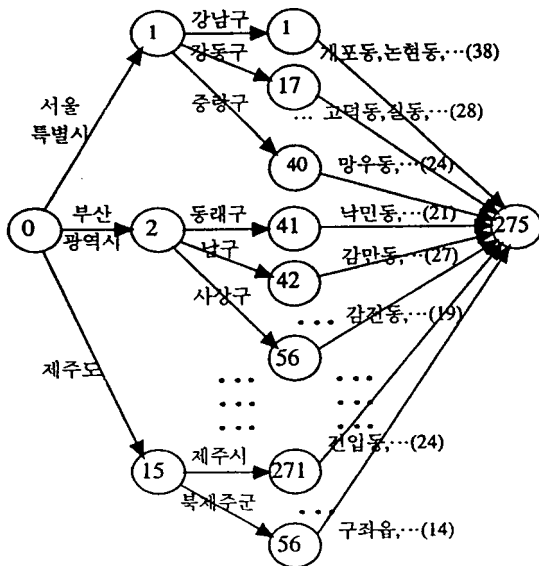 강남구
1
1
강동구
개포동,논현동,…(38)
17
서울
특별시
중랑구
… 고덕동,길동,…(28)
40
망우동,…(24)
0
부산
광역시
2
동래구
41
낙민동,…(21)
275
남구
42
감만동,…(27)
사상구
… 감전동,…(19)
56
제주도
… …
… …
… …
건입동,…(24)
15
제주시
271
북제주군
…
56
구좌읍,…(14)